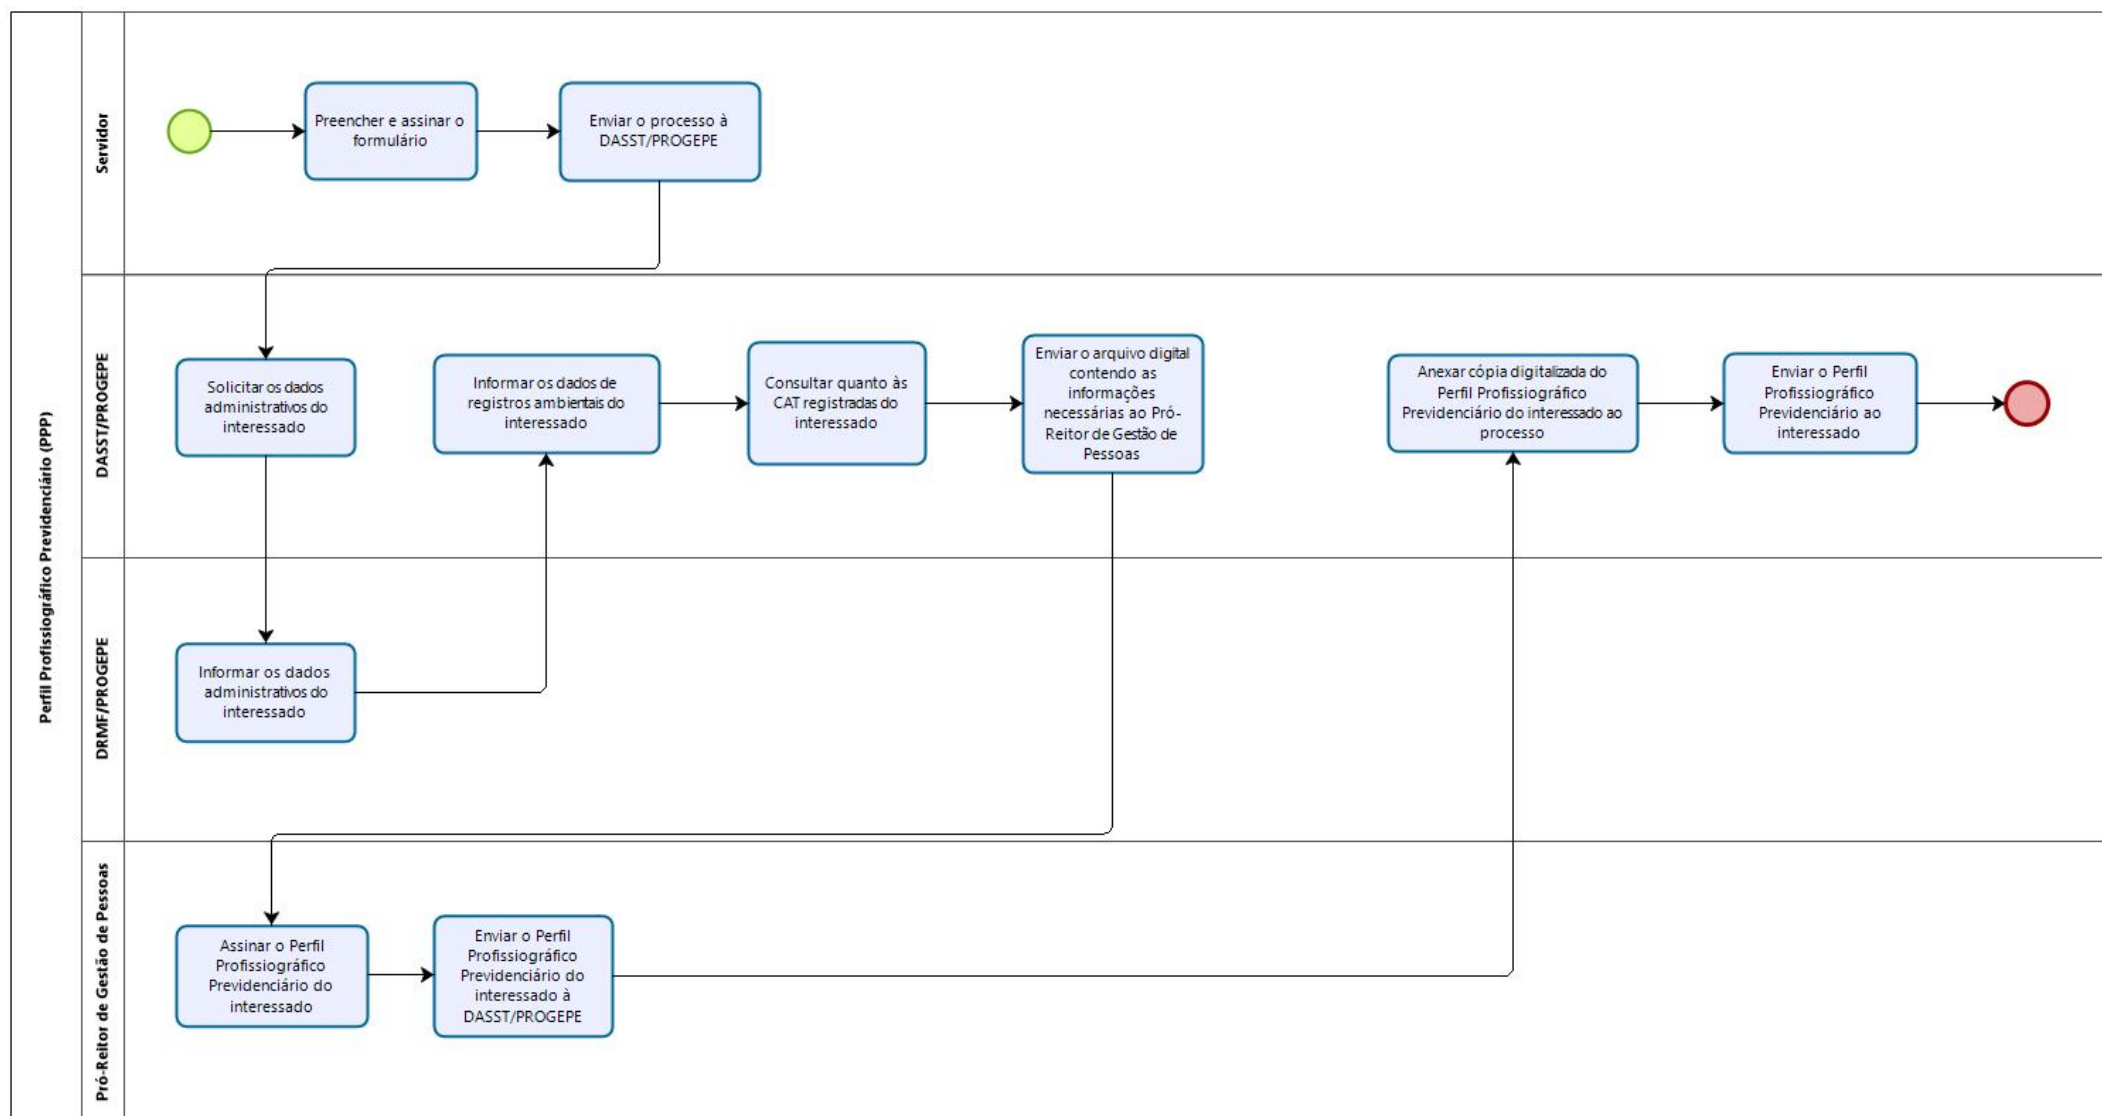 Perfil Profissiográfico Previdenciário (PPP)
Servidor
Preencher e assinar o
formulário
Enviar o processo à
DASST/PROGEPE
DASST/PROGEPE
Solicitar os dados
administrativos do
interessado
Informar os dados de
registros ambientais do
interessado
Consultar quanto às
CAT registradas do
interessado
Enviar o arquivo digital
contendo as
informações
necessárias ao Pró-
Reitor de Gestão de
Pessoas
Anexar cópia digitalizada do
Perfil Profissiográfico
Previdenciário do interessado ao
processo
Enviar o Perfil
Profissiográfico
Previdenciário ao
interessado
DRMF/PROGEPE
Informar os dados
administrativos do
interessado
Pró-Reitor de Gestão de Pessoas
Assinar o Perfil
Profissiográfico
Previdenciário do
interessado
Enviar o Perfil
Profissiográfico
Previdenciário do
interessado à
DASST/PROGEPE